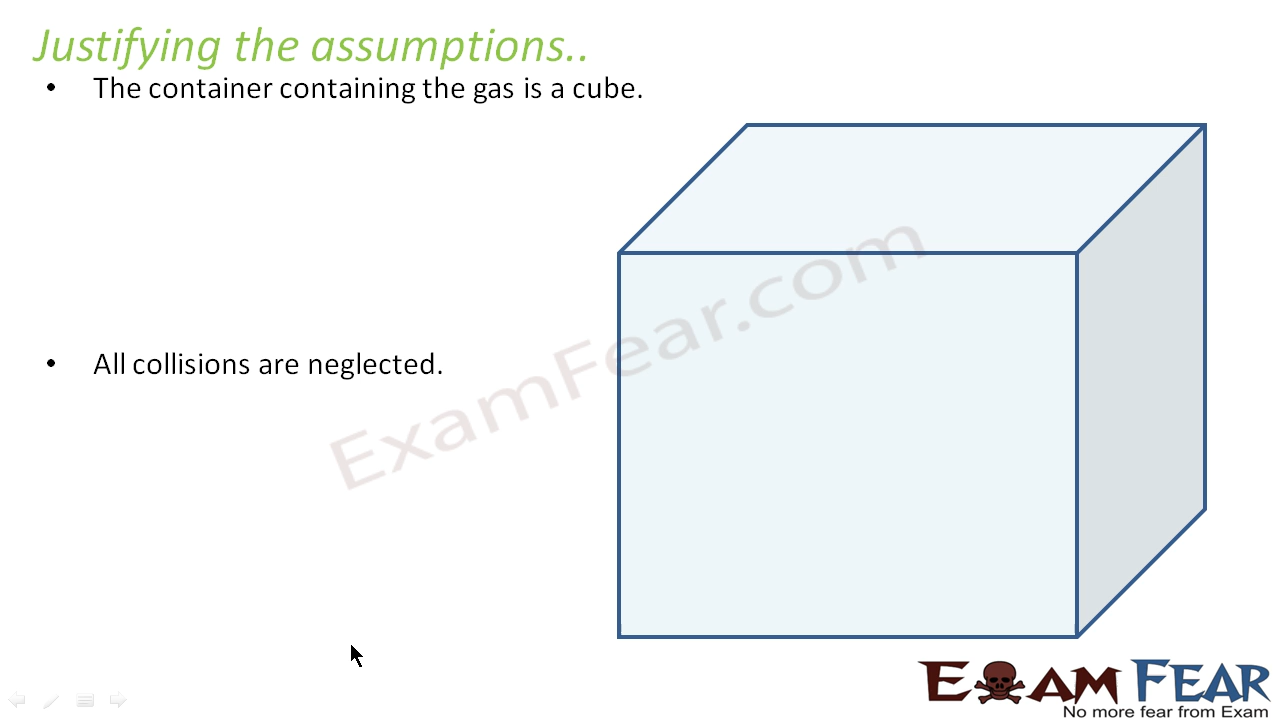 Justifying the assumptions..
• The container containing the gas is a cube.
• All collisions are neglected.
ExamFear.com
EXAM FEAR
No more fear from Exam